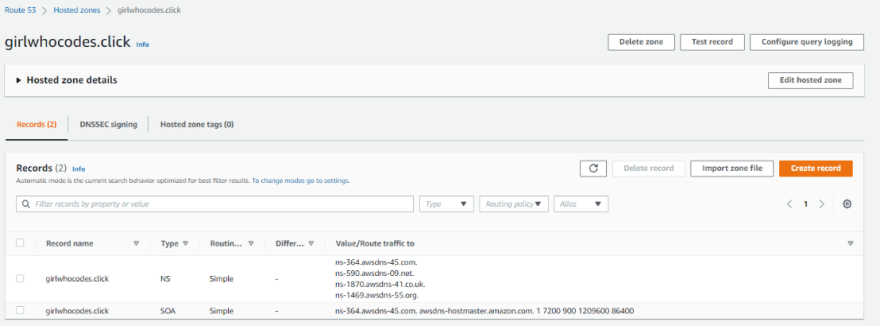 Route 53 > Hosted zones > girlwhocodes.click
girlwhocodes.click Info
Delete zone Test record Configure query logging
Hosted zone details
Edit hosted zone
Records (2) DNSSEC signing Hosted zone tags (0)
Records (2) Info
Delete record Import zone file Create record
Automatic mode is the current search behavior optimized for best filter results. To change modes go to settings.
Filter records by property or value Type Routing policy Alias
< 1 >
Record name Type Routin... Differ... Value/Route traffic to
girlwhocodes.click NS Simple -
ns-364.awsdns-45.com.
ns-590.awsdns-09.net.
ns-1870.awsdns-41.co.uk.
ns-1469.awsdns-55.org.
girlwhocodes.click SOA Simple - ns-364.awsdns-45.com. awsdns-hostmaster.amazon.com. 1 7200 900 1209600 86400